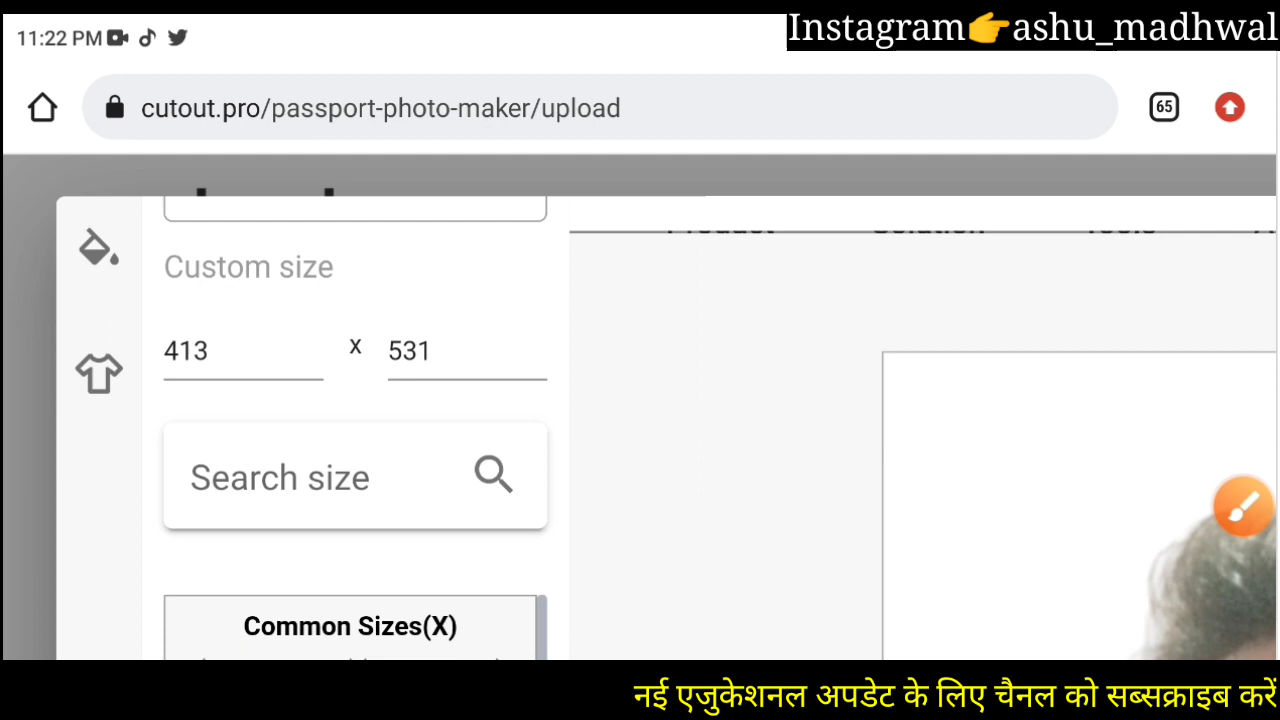 Instagram👉ashu_madhwal
11:22 PM
cutout.pro/passport-photo-maker/upload
65
Custom size
413 x 531
Search size
Common Sizes(X)
नई एजुकेशनल अपडेट के लिए चैनल को सब्सक्राइब करें